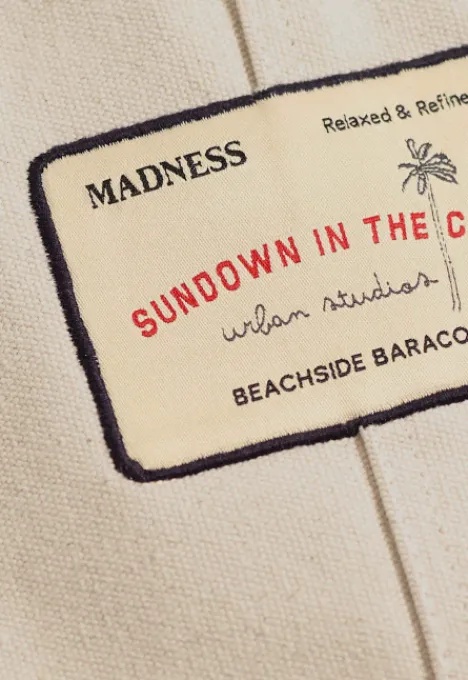 MADNESS
Relaxed & Refine
SUNDOWN IN THE C
urban studios
BEACHSIDE BARACO